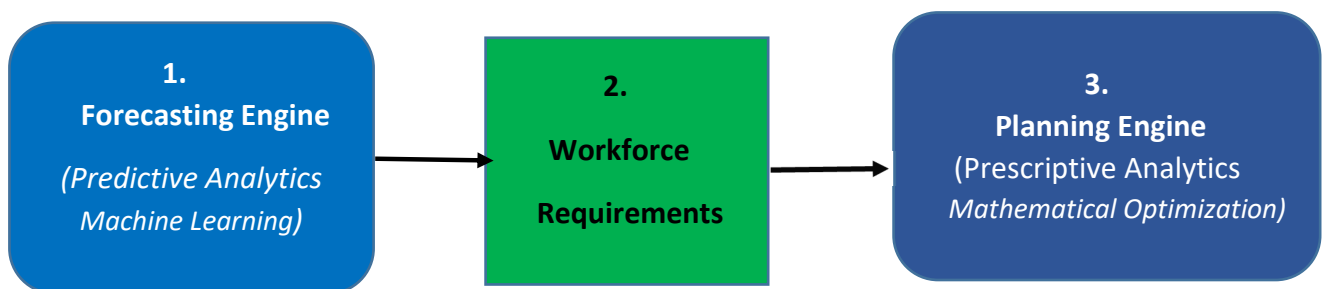 1.
Forecasting Engine
(Predictive Analytics
Machine Learning)
2.
Workforce
Requirements
3.
Planning Engine
(Prescriptive Analytics
Mathematical Optimization)